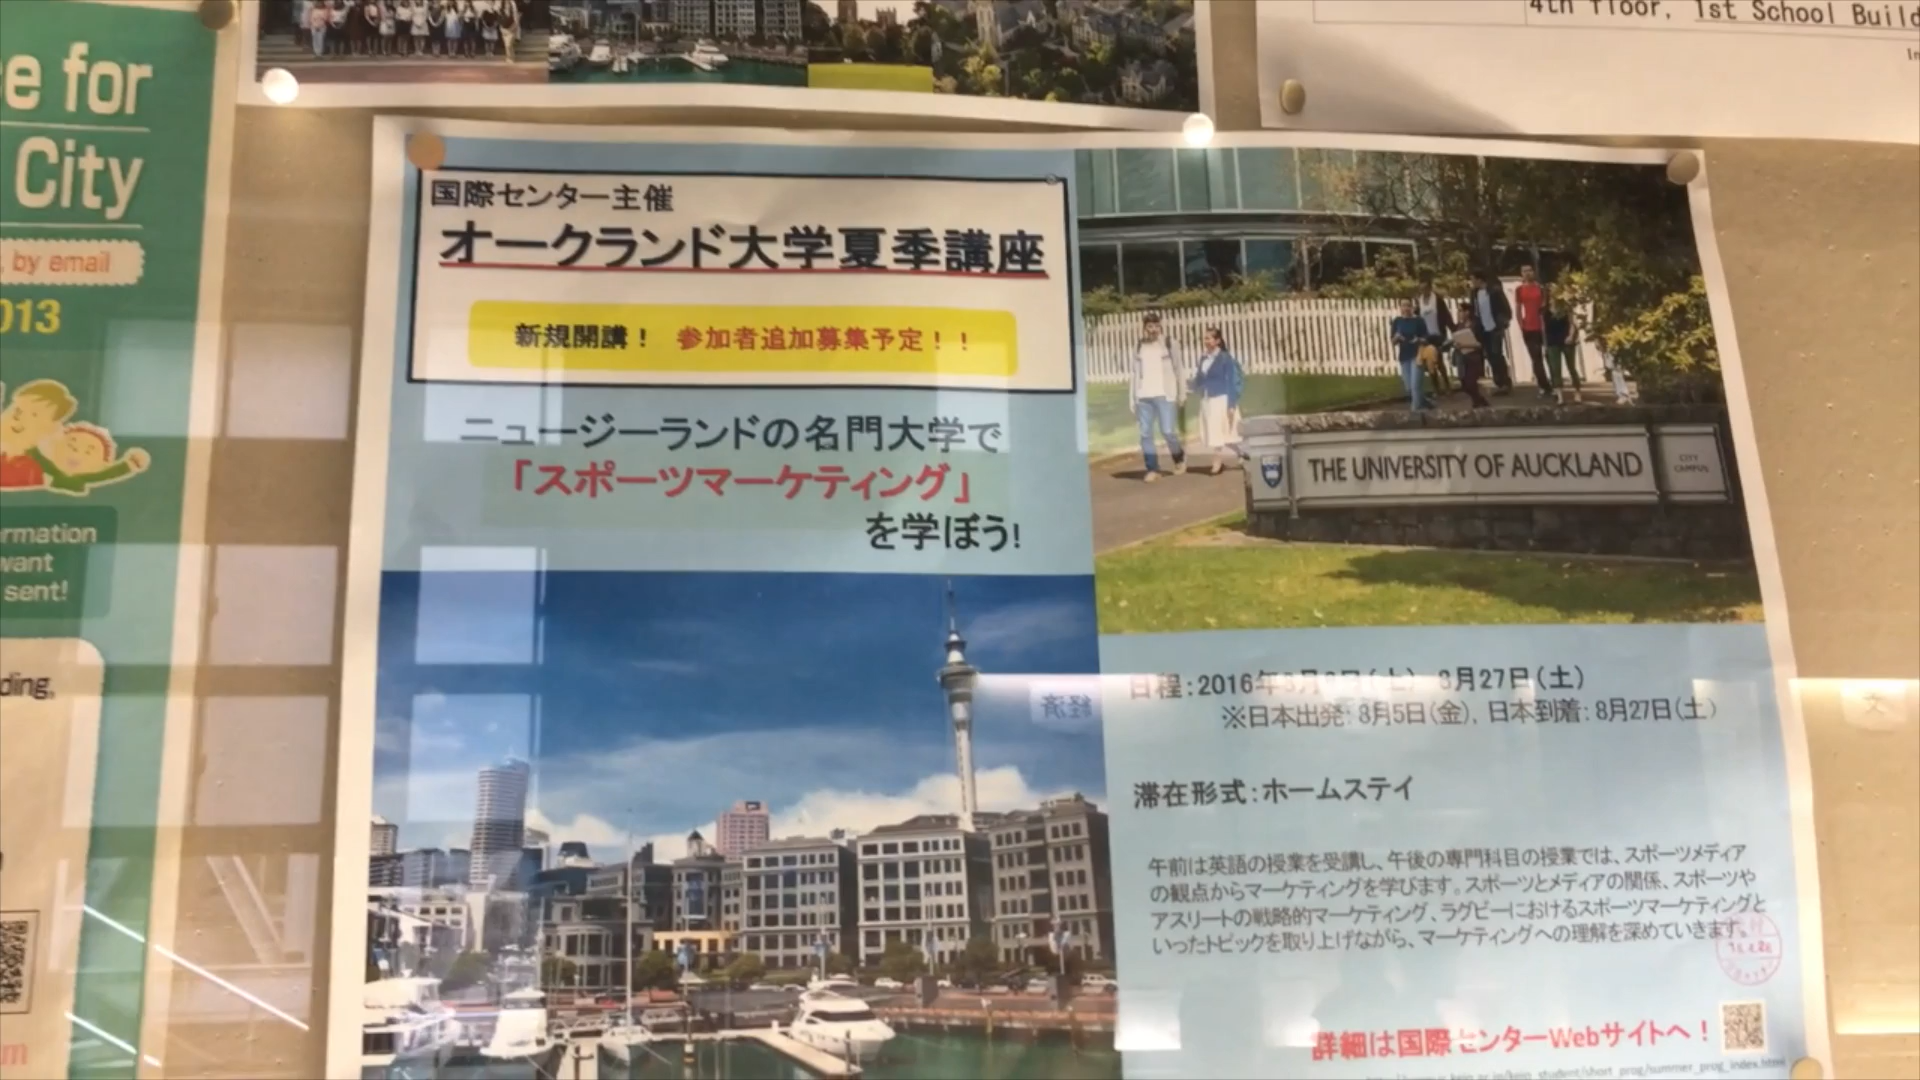 e for
City
by email
013
rmation
want
sent!
ding,
4th floor, 1st School Build
国際センター主催
オークランド大学夏季講座
新規開講！ 参加者追加募集予定！！
ニュージーランドの名門大学で
「スポーツマーケティング」
を学ぼう!
THE UNIVERSITY OF AUCKLAND
CITY
CAMPUS
日程：2016年 8月27日（土）
※日本出発：8月5日（金）, 日本到着：8月27日（土）
滞在形式：ホームステイ
午前は英語の授業を受講し、午後の専門科目の授業では、スポーツメディア
の観点からマーケティングを学びます。スポーツとメディアの関係、スポーツや
アスリートの戦略的マーケティング、ラグビーにおけるスポーツマーケティングと
いったトピックを取り上げながら、マーケティングへの理解を深めていきます。
詳細は国際センターWebサイトへ！
経済